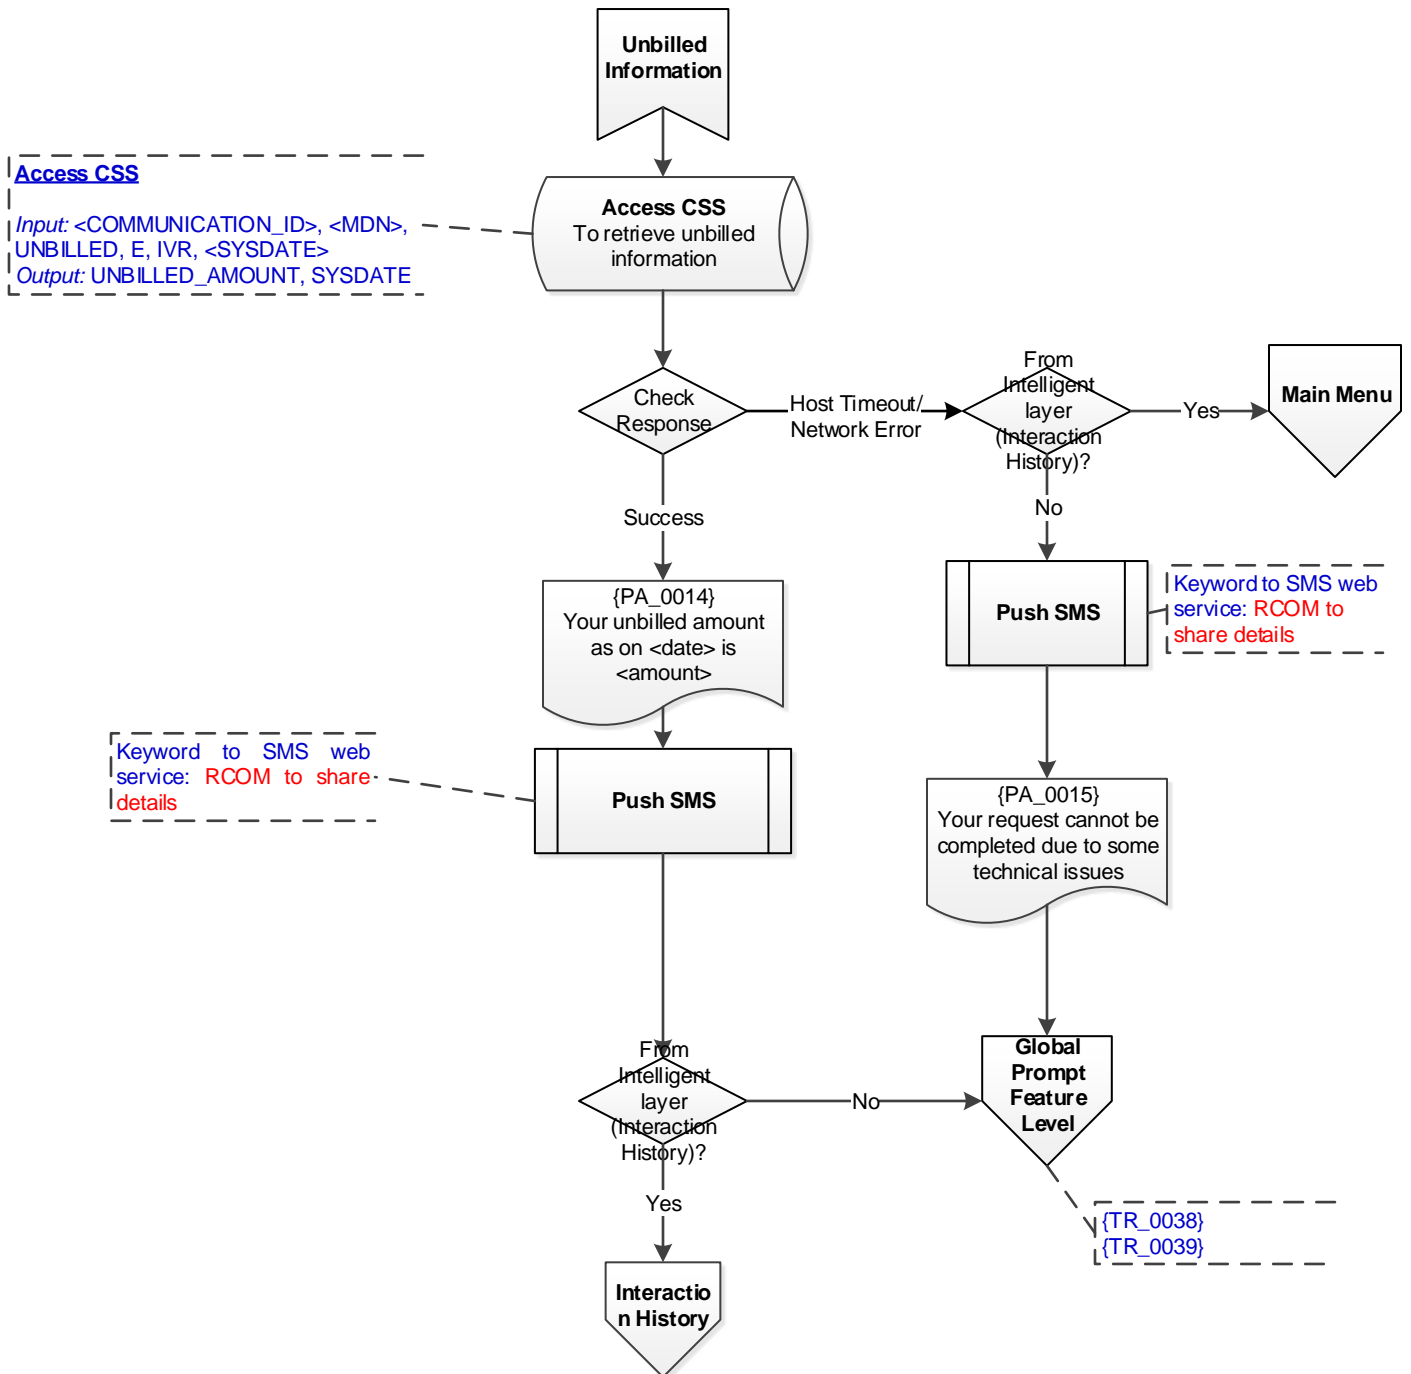 Unbilled
Information
Access CSS
Input: <COMMUNICATION_ID>, <MDN>,
UNBILLED, E, IVR, <SYSDATE>
Output: UNBILLED_AMOUNT, SYSDATE
Access CSS
To retrieve unbilled
information
Check
Response
Host Timeout/
Network Error
From
Intelligent
layer
(Interaction
History)?
Yes
Main Menu
No
Success
Push SMS
Keyword to SMS web
service: RCOM to
share details
{PA_0014}
Your unbilled amount
as on <date> is
<amount>
Keyword to SMS web
service: RCOM to share
details
Push SMS
{PA_0015}
Your request cannot be
completed due to some
technical issues
From
Intelligent
layer
(Interaction
History)?
No
Global
Prompt
Feature
Level
Yes
{TR_0038}
{TR_0039}
Interactio
n History